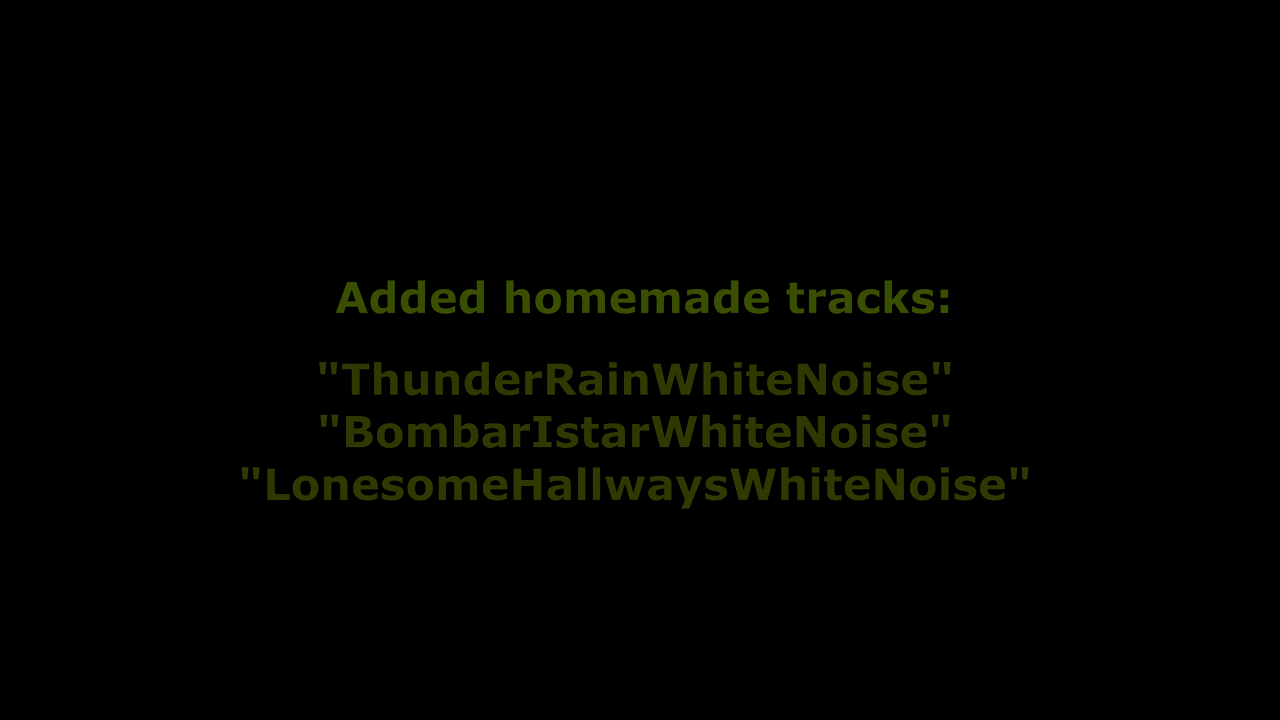 Added homemade tracks:
"ThunderRainWhiteNoise"
"BombarIstarWhiteNoise"
"LonesomeHallwaysWhiteNoise"